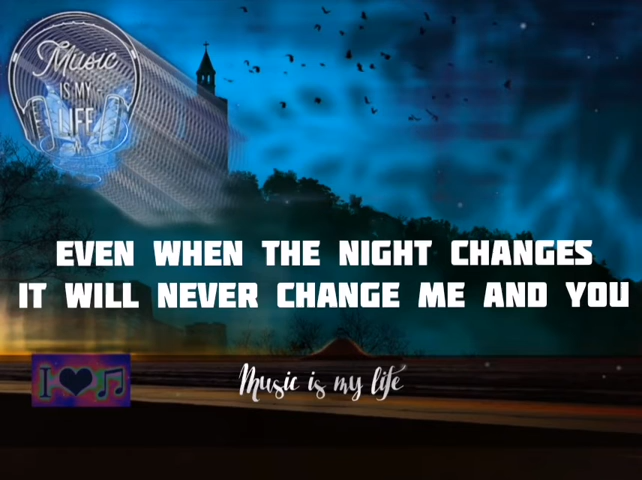 Music
IS MY
LIFE
EVEN WHEN THE NIGHT CHANGES
IT WILL NEVER CHANGE ME AND YOU
I
Music is my life